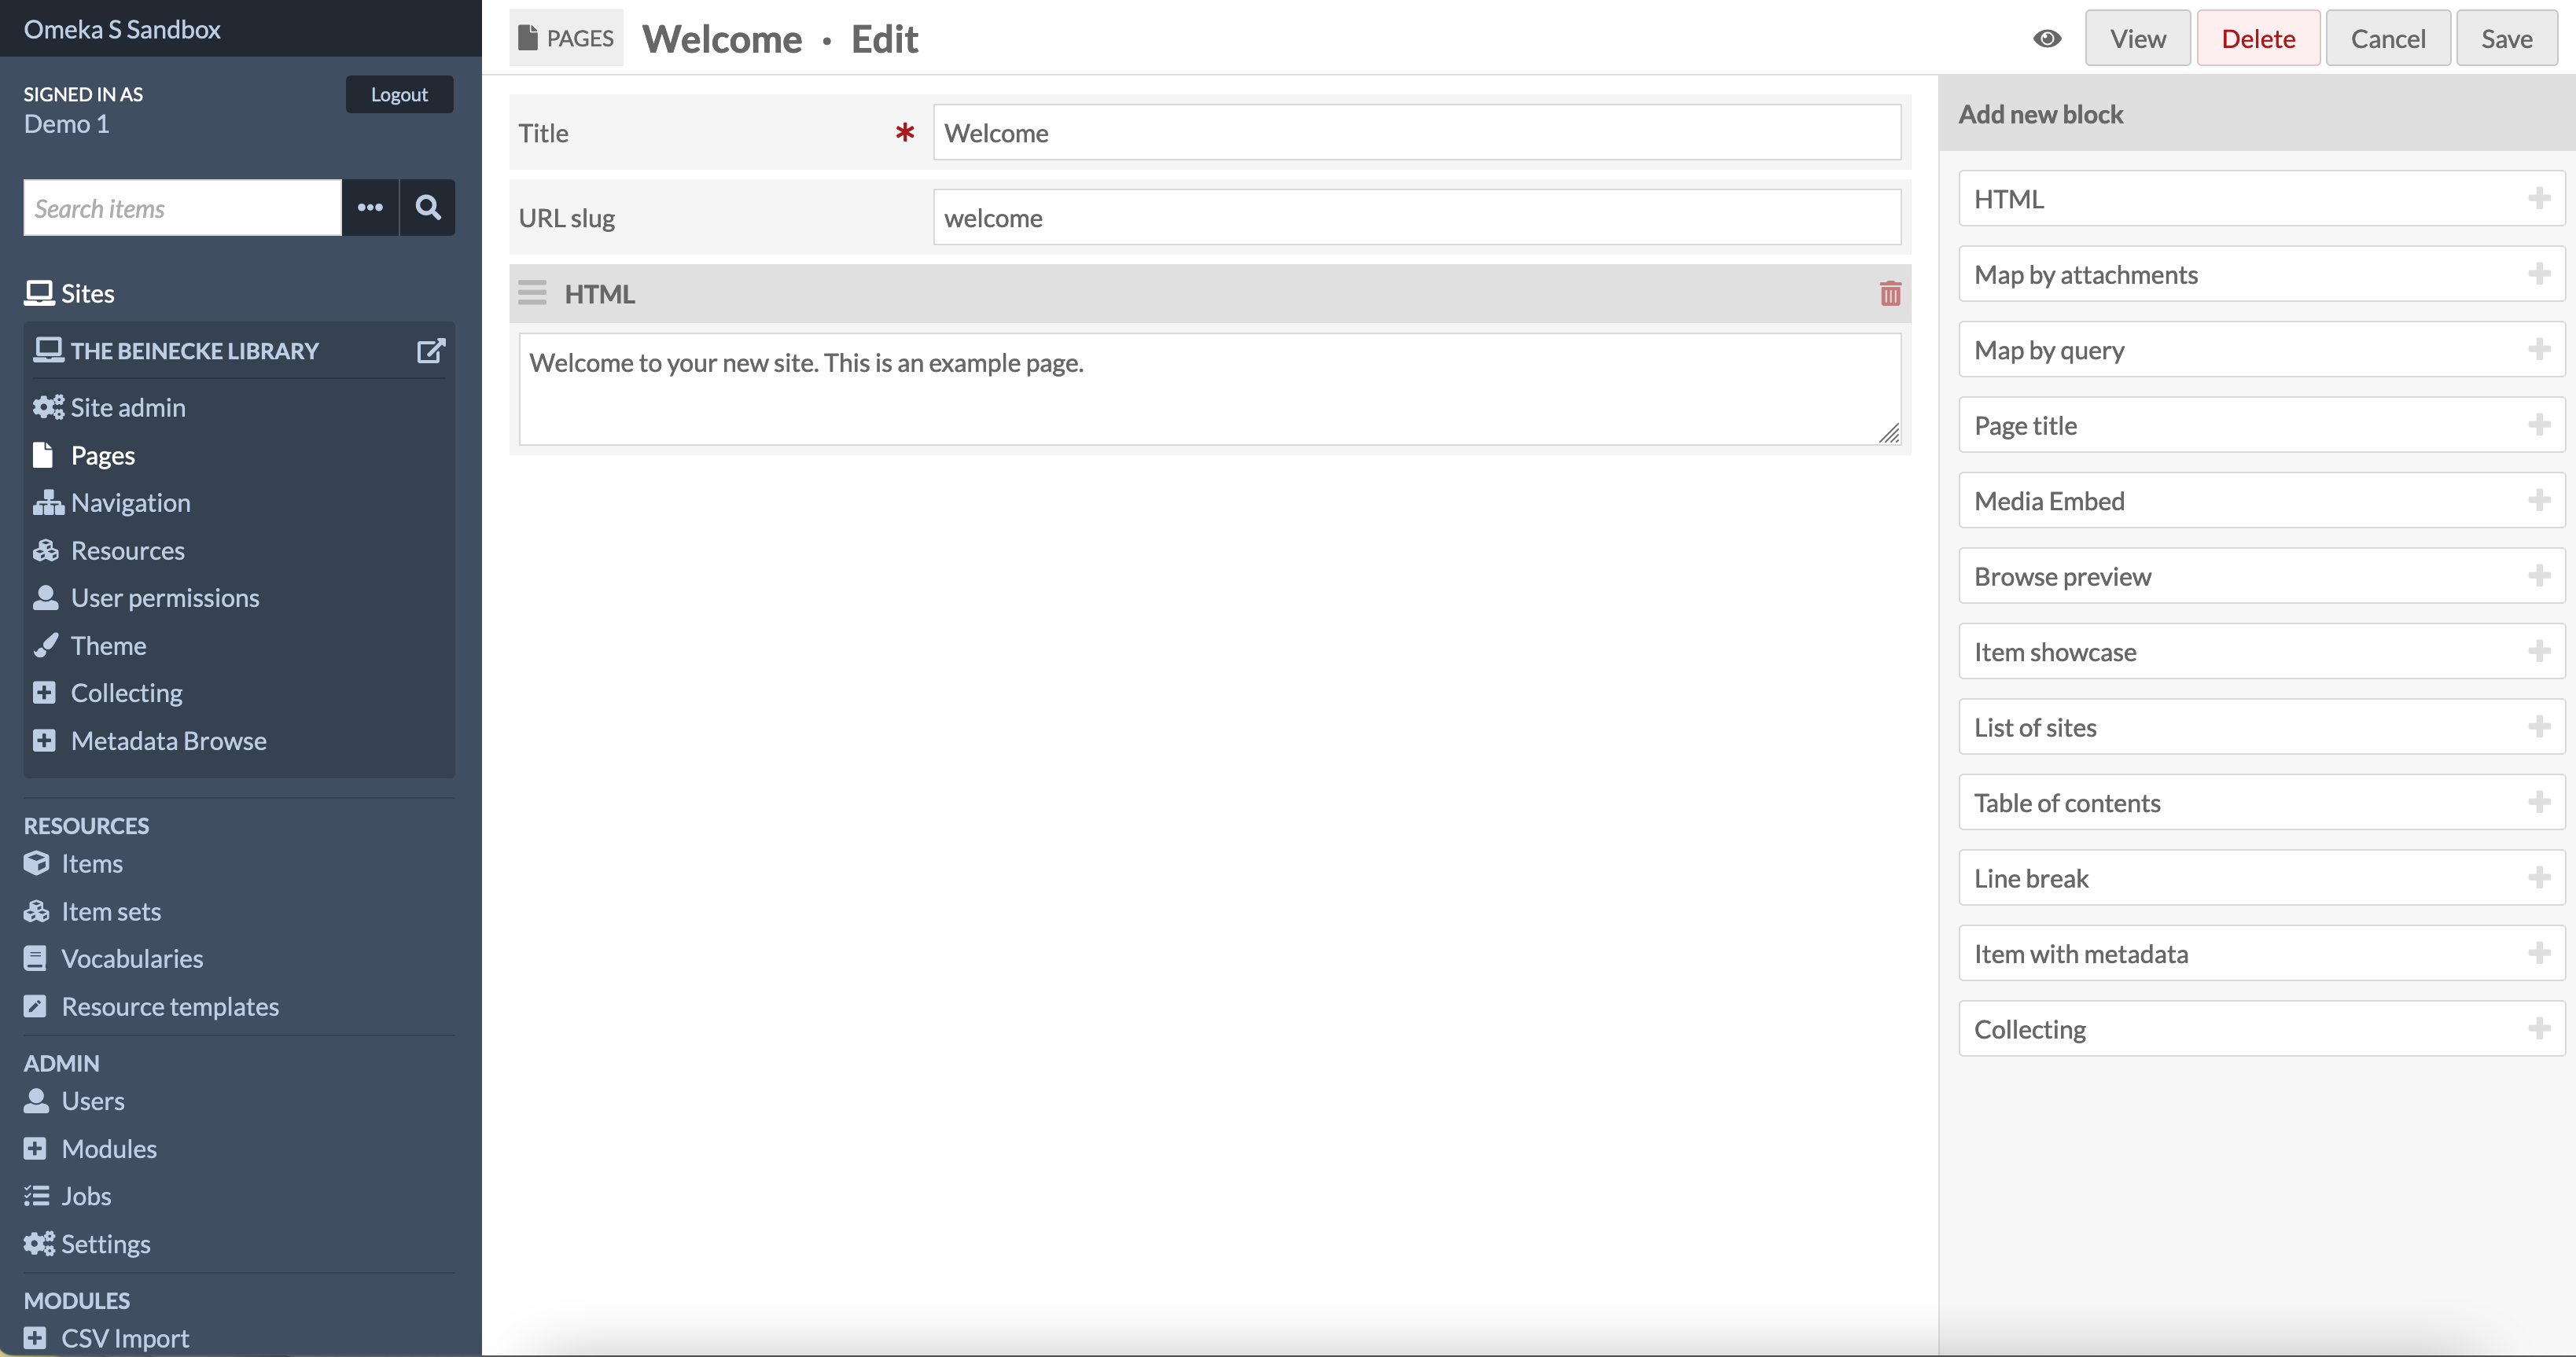 Omeka S Sandbox
SIGNED IN AS
Demo 1
Logout
Search items
Sites
THE BEINECKE LIBRARY
Site admin
Pages
Navigation
Resources
User permissions
Theme
Collecting
Metadata Browse
RESOURCES
Items
Item sets
Vocabularies
Resource templates
ADMIN
Users
Modules
Jobs
Settings
MODULES
CSV Import
PAGES Welcome · Edit
View Delete Cancel Save
Title * Welcome
URL slug welcome
HTML
Welcome to your new site. This is an example page.
Add new block
HTML
Map by attachments
Map by query
Page title
Media Embed
Browse preview
Item showcase
List of sites
Table of contents
Line break
Item with metadata
Collecting